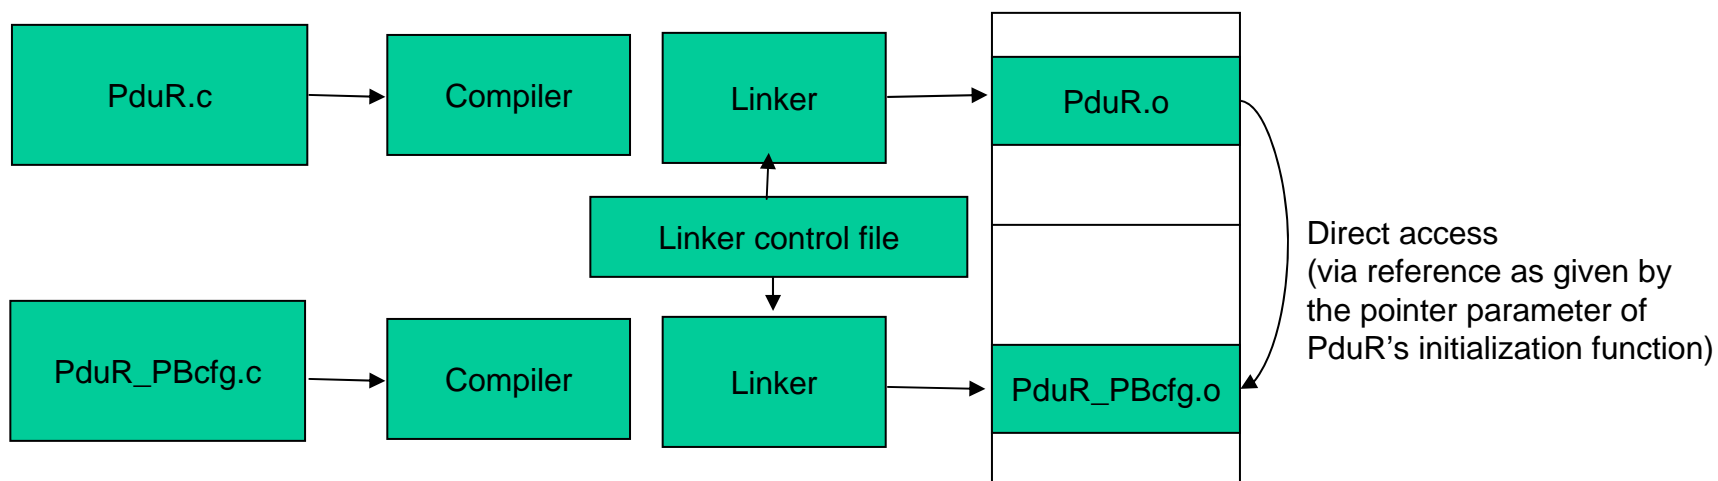 PduR.c
Compiler
Linker
PduR.o
Linker control file
Direct access
(via reference as given by
the pointer parameter of
PduR’s initialization function)
PduR_PBcfg.c
Compiler
Linker
PduR_PBcfg.o